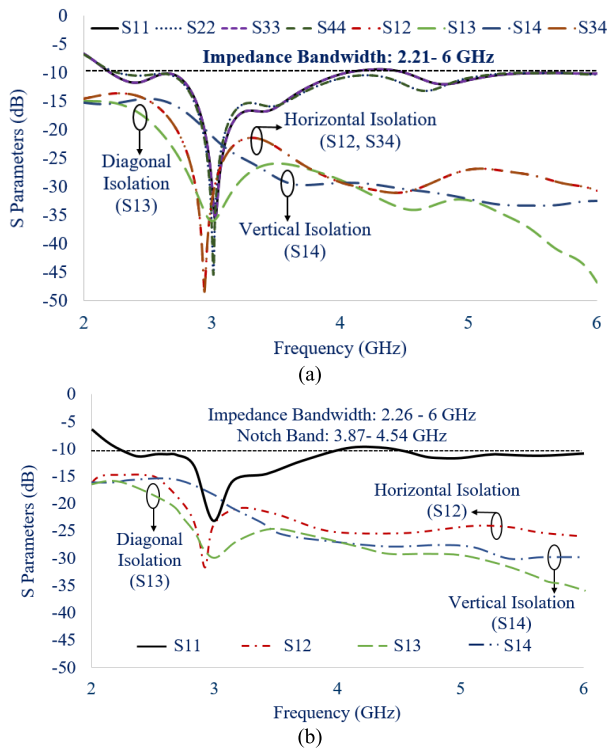 S11 S22 S33 S44 S12 S13 S14 S34
0
-5
-10
-15
-20
-25
-30
-35
-40
-45
-50
S Parameters (dB)
Impedance Bandwidth: 2.21- 6 GHz
Horizontal Isolation
(S12, S34)
Diagonal
Isolation
(S13)
Vertical Isolation
(S14)
2 3 4 5 6
Frequency (GHz)
(a)
0
-5
-10
-15
-20
-25
-30
-35
-40
-45
-50
S Parameters (dB)
Impedance Bandwidth: 2.26 - 6 GHz
Notch Band: 3.87- 4.54 GHz
Horizontal Isolation
(S12)
Diagonal
Isolation
(S13)
Vertical Isolation
(S14)
S11 S12 S13 S14
2 3 4 5 6
Frequency (GHz)
(b)